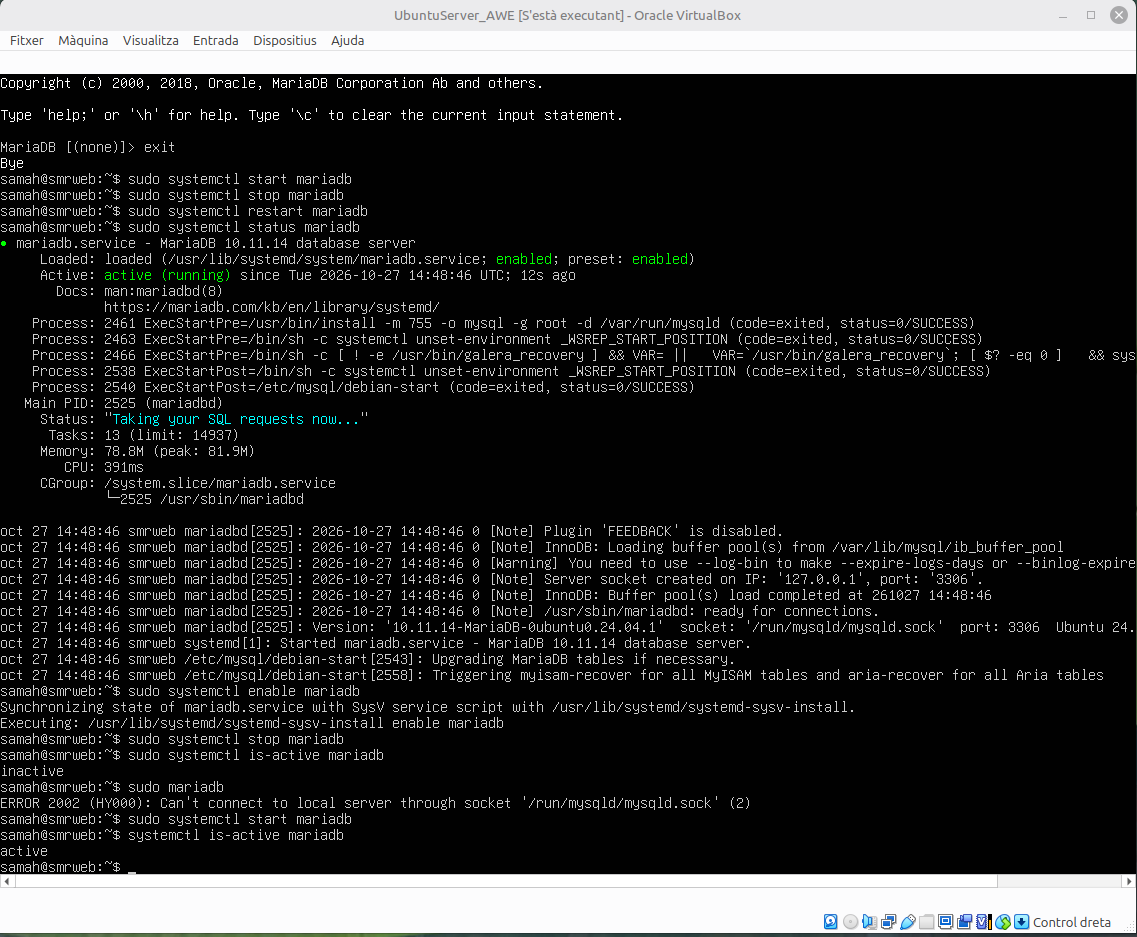 UbuntuServer_AWE [S'està executant] - Oracle VirtualBox
Fitxer Màquina Visualitza Entrada Dispositius Ajuda
Copyright (c) 2000, 2018, Oracle, MariaDB Corporation Ab and others.
Type 'help;' or '\h' for help. Type '\c' to clear the current input statement.
MariaDB [(none)]> exit
Bye
samah@smrweb:~$ sudo systemctl start mariadb
samah@smrweb:~$ sudo systemctl stop mariadb
samah@smrweb:~$ sudo systemctl restart mariadb
samah@smrweb:~$ sudo systemctl status mariadb
● mariadb.service - MariaDB 10.11.14 database server
Loaded: loaded (/usr/lib/systemd/system/mariadb.service; enabled; preset: enabled)
Active: active (running) since Tue 2026-10-27 14:48:46 UTC; 12s ago
Docs: man:mariadbd(8)
https://mariadb.com/kb/en/library/systemd/
Process: 2461 ExecStartPre=/usr/bin/install -m 755 -o mysql -g root -d /var/run/mysqld (code=exited, status=0/SUCCESS)
Process: 2463 ExecStartPre=/bin/sh -c systemctl unset-environment _WSREP_START_POSITION (code=exited, status=0/SUCCESS)
Process: 2466 ExecStartPre=/bin/sh -c [ ! -e /usr/bin/galera_recovery ] && VAR= || VAR=`/usr/bin/galera_recovery`; [ $? -eq 0 ] && sys
Process: 2538 ExecStartPost=/bin/sh -c systemctl unset-environment _WSREP_START_POSITION (code=exited, status=0/SUCCESS)
Process: 2540 ExecStartPost=/etc/mysql/debian-start (code=exited, status=0/SUCCESS)
Main PID: 2525 (mariadbd)
Status: "Taking your SQL requests now..."
Tasks: 13 (limit: 14937)
Memory: 78.8M (peak: 81.9M)
CPU: 391ms
CGroup: /system.slice/mariadb.service
└─2525 /usr/sbin/mariadbd
oct 27 14:48:46 smrweb mariadbd[2525]: 2026-10-27 14:48:46 0 [Note] Plugin 'FEEDBACK' is disabled.
oct 27 14:48:46 smrweb mariadbd[2525]: 2026-10-27 14:48:46 0 [Note] InnoDB: Loading buffer pool(s) from /var/lib/mysql/ib_buffer_pool
oct 27 14:48:46 smrweb mariadbd[2525]: 2026-10-27 14:48:46 0 [Warning] You need to use --log-bin to make --expire-logs-days or --binlog-expire
oct 27 14:48:46 smrweb mariadbd[2525]: 2026-10-27 14:48:46 0 [Note] Server socket created on IP: '127.0.0.1', port: '3306'.
oct 27 14:48:46 smrweb mariadbd[2525]: 2026-10-27 14:48:46 0 [Note] InnoDB: Buffer pool(s) load completed at 261027 14:48:46
oct 27 14:48:46 smrweb mariadbd[2525]: 2026-10-27 14:48:46 0 [Note] /usr/sbin/mariadbd: ready for connections.
oct 27 14:48:46 smrweb mariadbd[2525]: Version: '10.11.14-MariaDB-0ubuntu0.24.04.1' socket: '/run/mysqld/mysqld.sock' port: 3306 Ubuntu 24.
oct 27 14:48:46 smrweb systemd[1]: Started mariadb.service - MariaDB 10.11.14 database server.
oct 27 14:48:46 smrweb /etc/mysql/debian-start[2543]: Upgrading MariaDB tables if necessary.
oct 27 14:48:46 smrweb /etc/mysql/debian-start[2558]: Triggering myisam-recover for all MyISAM tables and aria-recover for all Aria tables
samah@smrweb:~$ sudo systemctl enable mariadb
Synchronizing state of mariadb.service with SysV service script with /usr/lib/systemd/systemd-sysv-install.
Executing: /usr/lib/systemd/systemd-sysv-install enable mariadb
samah@smrweb:~$ sudo systemctl stop mariadb
samah@smrweb:~$ sudo systemctl is-active mariadb
inactive
samah@smrweb:~$ sudo mariadb
ERROR 2002 (HY000): Can't connect to local server through socket '/run/mysqld/mysqld.sock' (2)
samah@smrweb:~$ sudo systemctl start mariadb
samah@smrweb:~$ systemctl is-active mariadb
active
samah@smrweb:~$ _
Control dreta